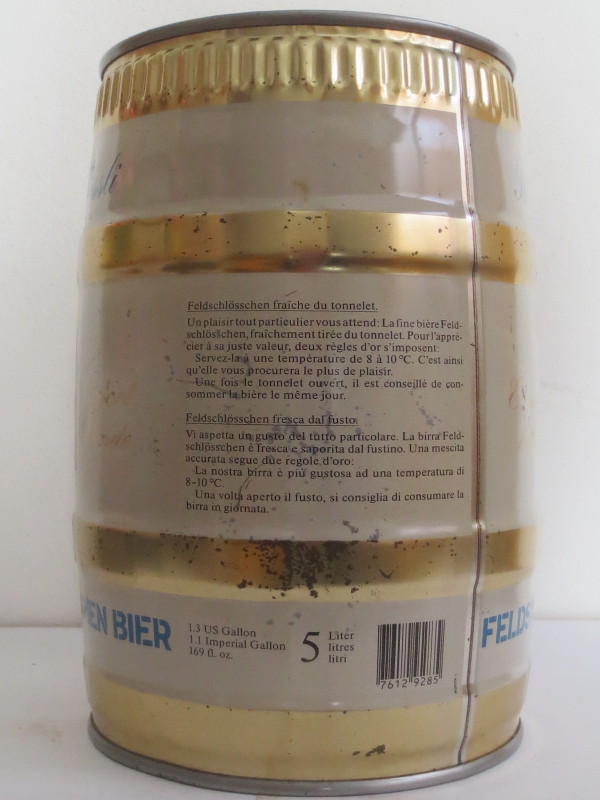 Feldschlösschen fraîche du tonnelet.
Un plaisir tout particulier vous attend: La fine bière Feld-
schlösschen, fraîchement tirée du tonnelet. Pour l'appré-
cier à sa juste valeur, deux règles d'or s'imposent:
Servez-la à une température de 8 à 10°C. C'est ainsi
qu'elle vous procurera le plus de plaisir.
Une fois le tonnelet ouvert, il est conseillé de con-
sommer la bière le même jour.
Feldschlösschen fresca dal fusto.
Vi aspetta un gusto del tutto particolare. La birra Feld-
schlösschen è fresca e saporita dal fustino. Una mescita
accurata segue due regole d'oro:
La nostra birra è più gustosa ad una temperatura di
8-10°C.
Una volta aperto il fusto, si consiglia di consumare la
birra in giornata.
PEN BIER
1.3 US Gallon
1.1 Imperial Gallon
169 fl. oz.
5 Liter
litres
litri
7612 9285
FELDS